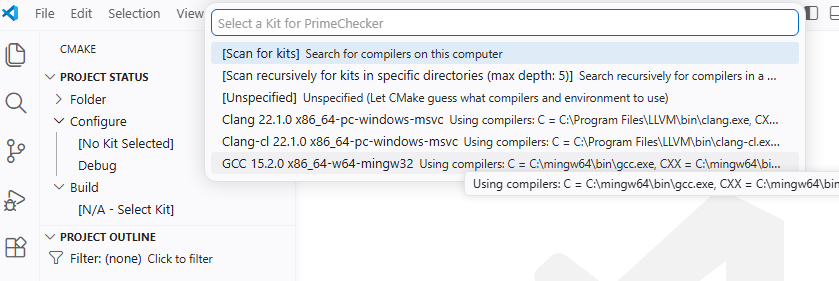 File Edit Selection View
Select a Kit for PrimeChecker
[Scan for kits] Search for compilers on this computer
[Scan recursively for kits in specific directories (max depth: 5)] Search recursively for compilers in a ...
[Unspecified] Unspecified (Let CMake guess what compilers and environment to use)
Clang 22.1.0 x86_64-pc-windows-msvc Using compilers: C = C:\Program Files\LLVM\bin\clang.exe, CX...
Clang-cl 22.1.0 x86_64-pc-windows-msvc Using compilers: C = C:\Program Files\LLVM\bin\clang-cl.ex...
GCC 15.2.0 x86_64-w64-mingw32 Using compilers: C = C:\mingw64\bin\gcc.exe, CXX = C:\mingw64\bi...
Using compilers: C = C:\mingw64\bin\gcc.exe, CXX = C:\mingw64\bin
CMAKE
PROJECT STATUS
Folder
Configure
[No Kit Selected]
Debug
Build
[N/A - Select Kit]
PROJECT OUTLINE
Filter: (none) Click to filter